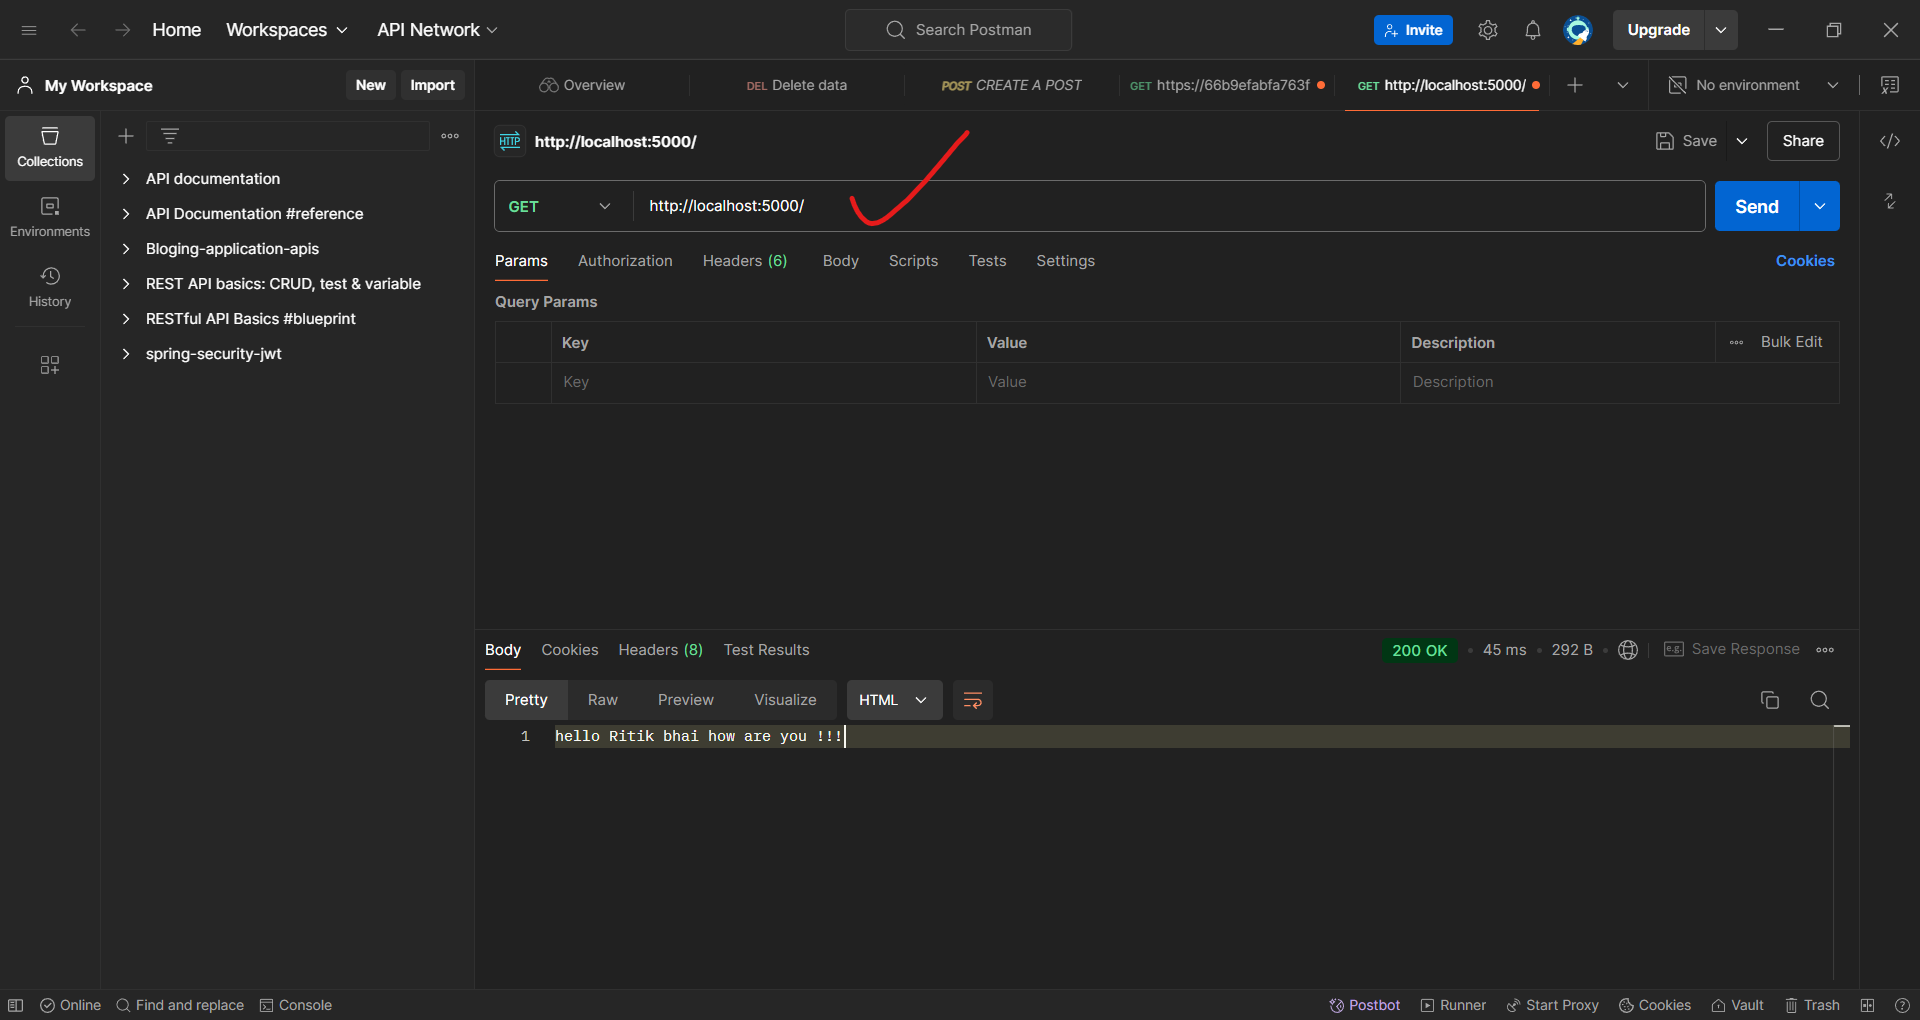 Home Workspaces API Network Search Postman Invite Upgrade
My Workspace New Import Overview DEL Delete data POST CREATE A POST GET https://66b9efabfa763f GET http://localhost:5000/ No environment
HTTP http://localhost:5000/ Save Share
Collections
Environments
History
API documentation
API Documentation #reference
Bloging-application-apis
REST API basics: CRUD, test & variable
RESTful API Basics #blueprint
spring-security-jwt
GET http://localhost:5000/ Send
Params Authorization Headers (6) Body Scripts Tests Settings Cookies
Query Params
Key Value Description Bulk Edit
Key Value Description
Body Cookies Headers (8) Test Results 200 OK 45 ms 292 B e.g. Save Response
Pretty Raw Preview Visualize HTML
1 hello Ritik bhai how are you !!!
Online Find and replace Console Postbot Runner Start Proxy Cookies Vault Trash